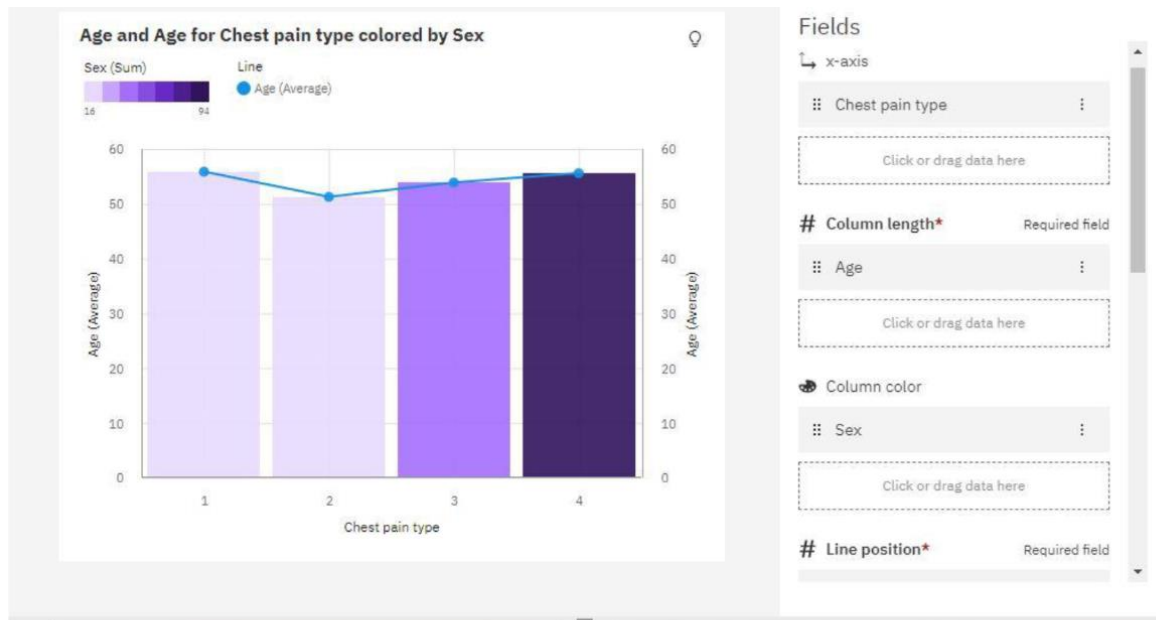 Age and Age for Chest pain type colored by Sex
Sex (Sum)
16 94
Line
Age (Average)
60
50
40
30
20
10
0
Age (Average)
60
50
40
30
20
10
0
Age (Average)
1 2 3 4
Chest pain type
Fields
x-axis
Chest pain type
Click or drag data here
# Column length* Required field
Age
Click or drag data here
Column color
Sex
Click or drag data here
# Line position* Required field